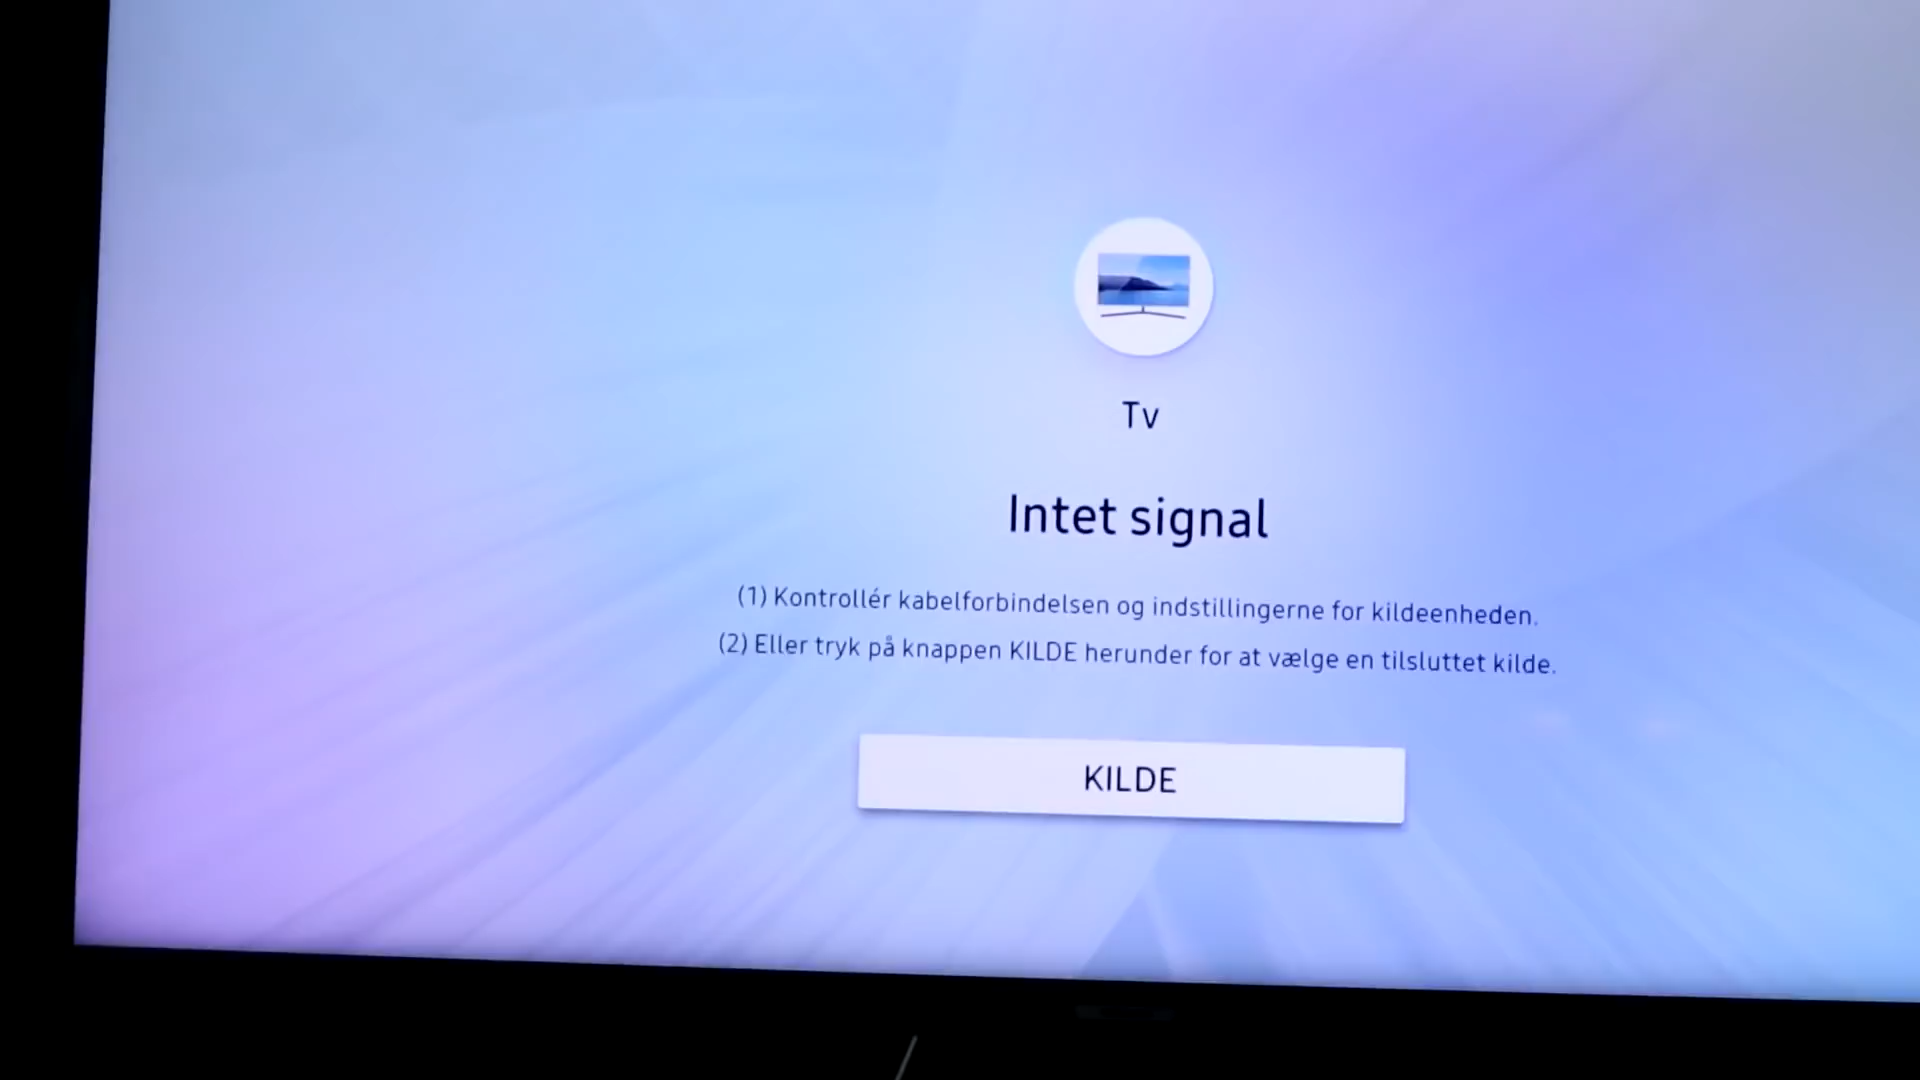 Tv
Intet signal
(1) Kontrollér kabelforbindelsen og indstillingerne for kildeenheden.
(2) Eller tryk på knappen KILDE herunder for at vælge en tilsluttet kilde.
KILDE